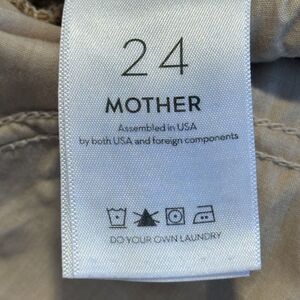 24
MOTHER
Assembled in USA
by both USA and foreign components
DO YOUR OWN LAUNDRY